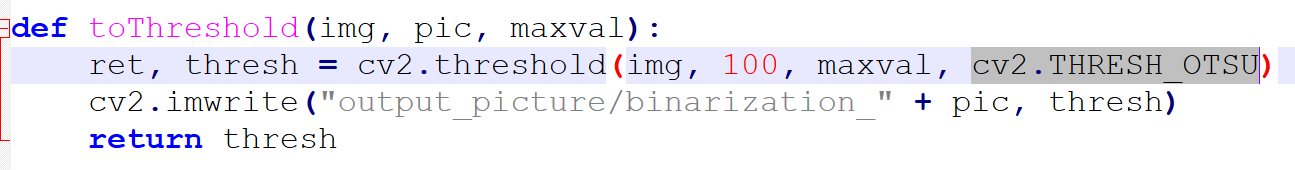 def toThreshold(img, pic, maxval):
    ret, thresh = cv2.threshold(img, 100, maxval, cv2.THRESH_OTSU)
    cv2.imwrite("output_picture/binarization_" + pic, thresh)
    return thresh